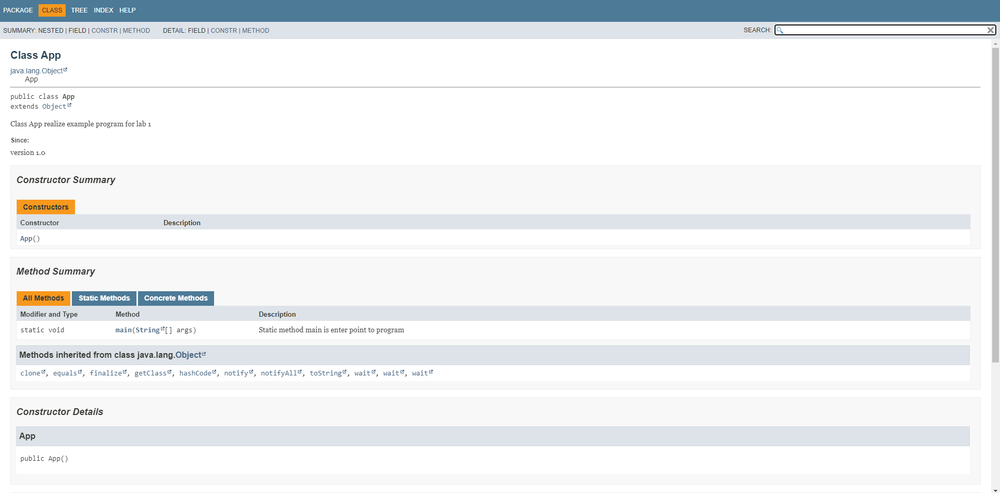 PACKAGE CLASS TREE INDEX HELP
SUMMARY: NESTED | FIELD | CONSTR | METHOD DETAIL: FIELD | CONSTR | METHOD SEARCH:
Class App
java.lang.Object
App
public class App
extends Object
Class App realize example program for lab 1
Since:
version 1.0
Constructor Summary
Constructors
Constructor Description
App()
Method Summary
All Methods Static Methods Concrete Methods
Modifier and Type Method Description
static void main(String[] args) Static method main is enter point to program
Methods inherited from class java.lang.Object
clone, equals, finalize, getClass, hashCode, notify, notifyAll, toString, wait, wait, wait
Constructor Details
App
public App()